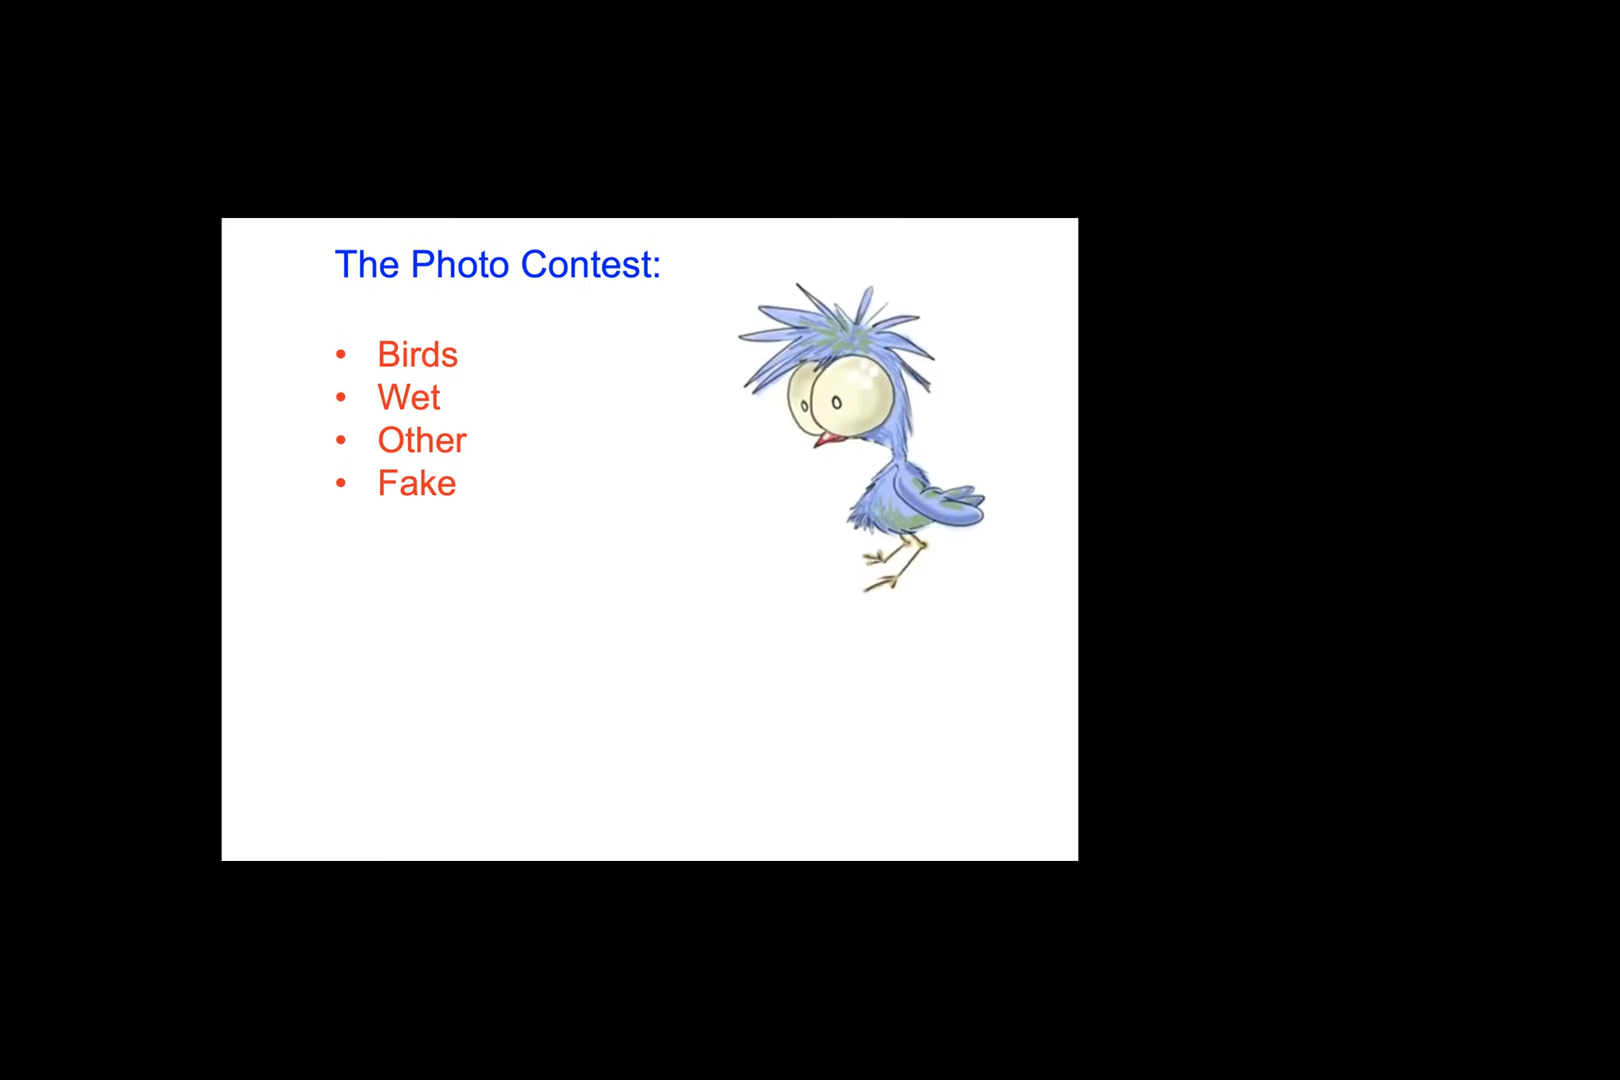 The Photo Contest:
• Birds
• Wet
• Other
• Fake